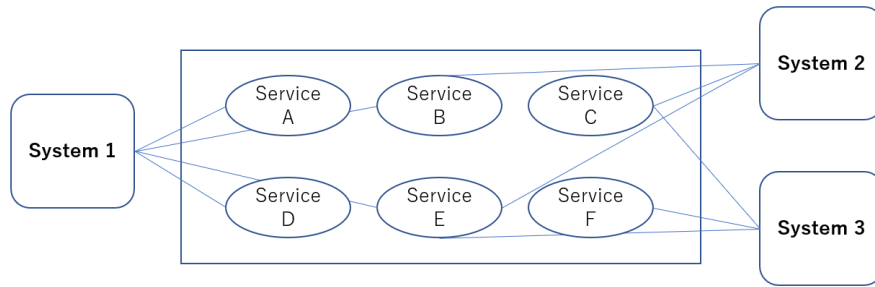 System 1
Service
A
Service
B
Service
C
Service
D
Service
E
Service
F
System 2
System 3